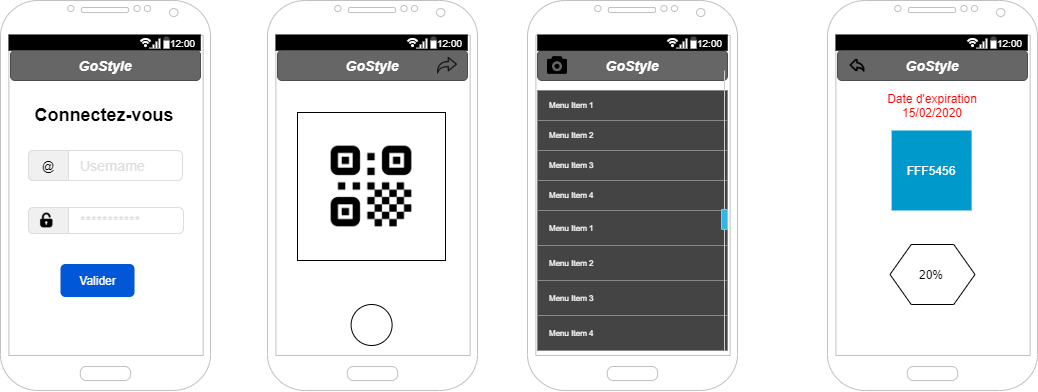 12:00
GoStyle
Connectez-vous
@
Username
***********
Valider
12:00
GoStyle
12:00
GoStyle
Menu Item 1
Menu Item 2
Menu Item 3
Menu Item 4
Menu Item 1
Menu Item 2
Menu Item 3
Menu Item 4
12:00
GoStyle
Date d'expiration
15/02/2020
FFF5456
20%